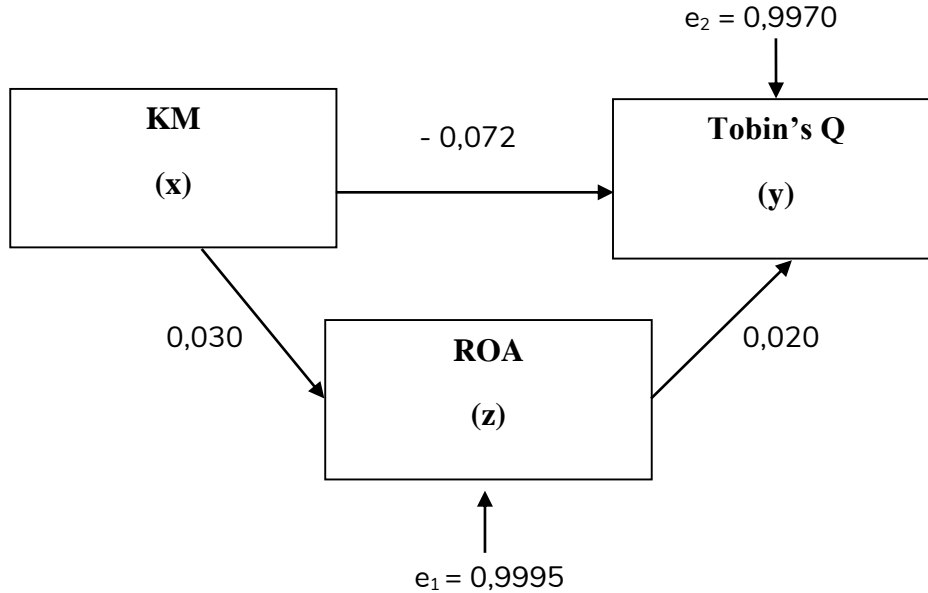 e₂ = 0,9970
KM
(x)
- 0,072
Tobin’s Q
(y)
0,030
ROA
(z)
0,020
e₁ = 0,9995